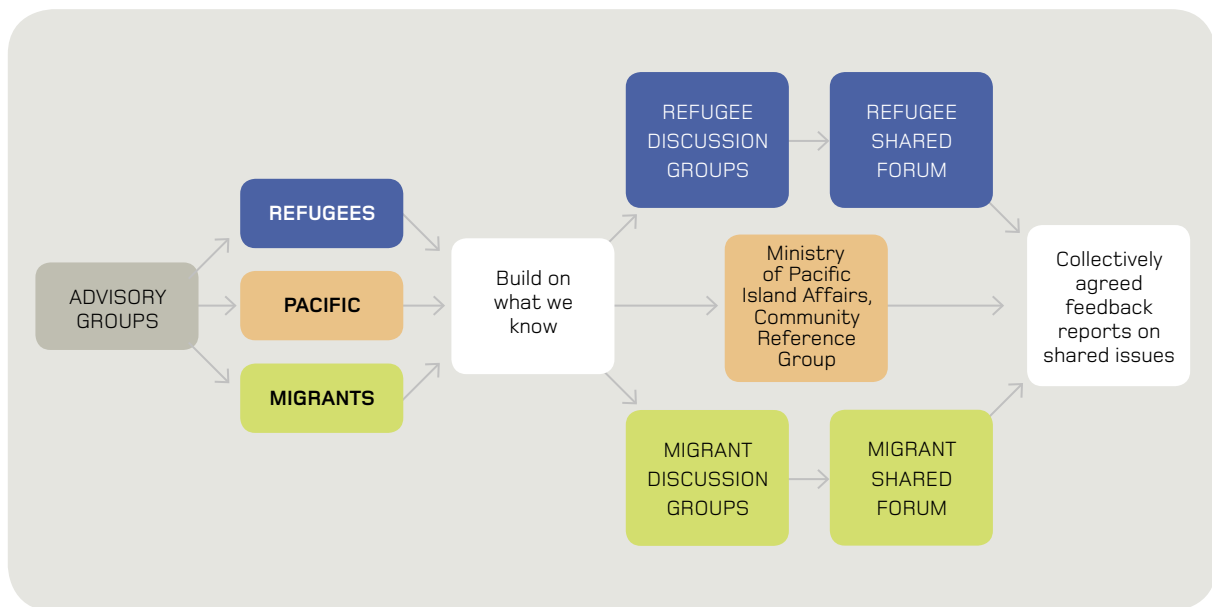 ADVISORY
GROUPS
REFUGEES
PACIFIC
MIGRANTS
Build on
what we
know
REFUGEE
DISCUSSION
GROUPS
REFUGEE
SHARED
FORUM
Ministry
of Pacific
Island Affairs,
Community
Reference
Group
MIGRANT
DISCUSSION
GROUPS
MIGRANT
SHARED
FORUM
Collectively
agreed
feedback
reports on
shared issues